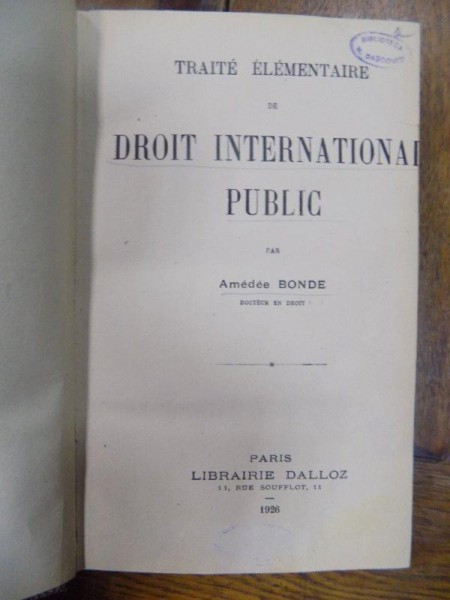 BIBLIOTECA
TRAITÉ ÉLÉMENTAIRE
DE
DROIT INTERNATIONAL
PUBLIC
PAR
Amédée BONDE
DOCTEUR EN DROIT
PARIS
LIBRAIRIE DALLOZ
11, RUE SOUFFLOT, 11
1926